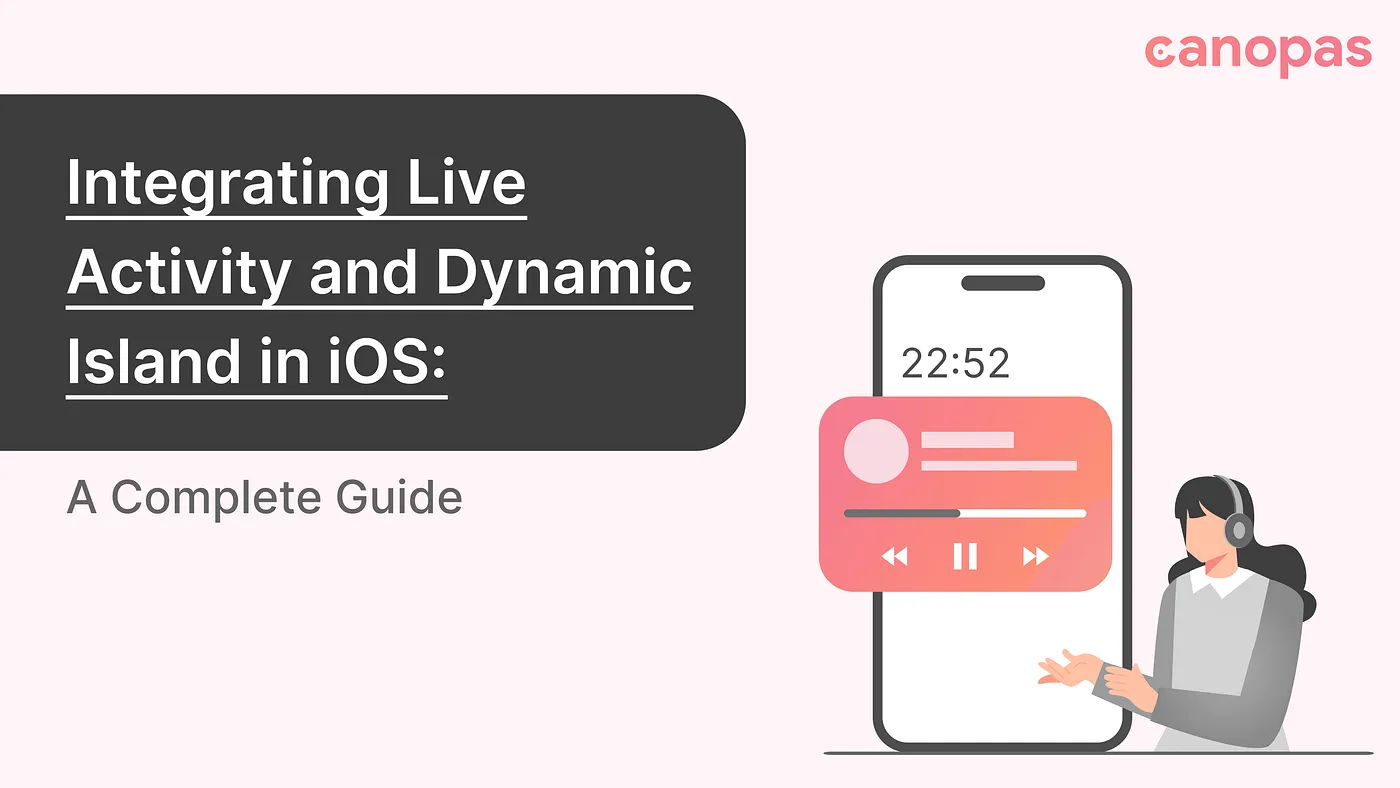 canopas
Integrating Live
Activity and Dynamic
Island in iOS:
A Complete Guide
22:52